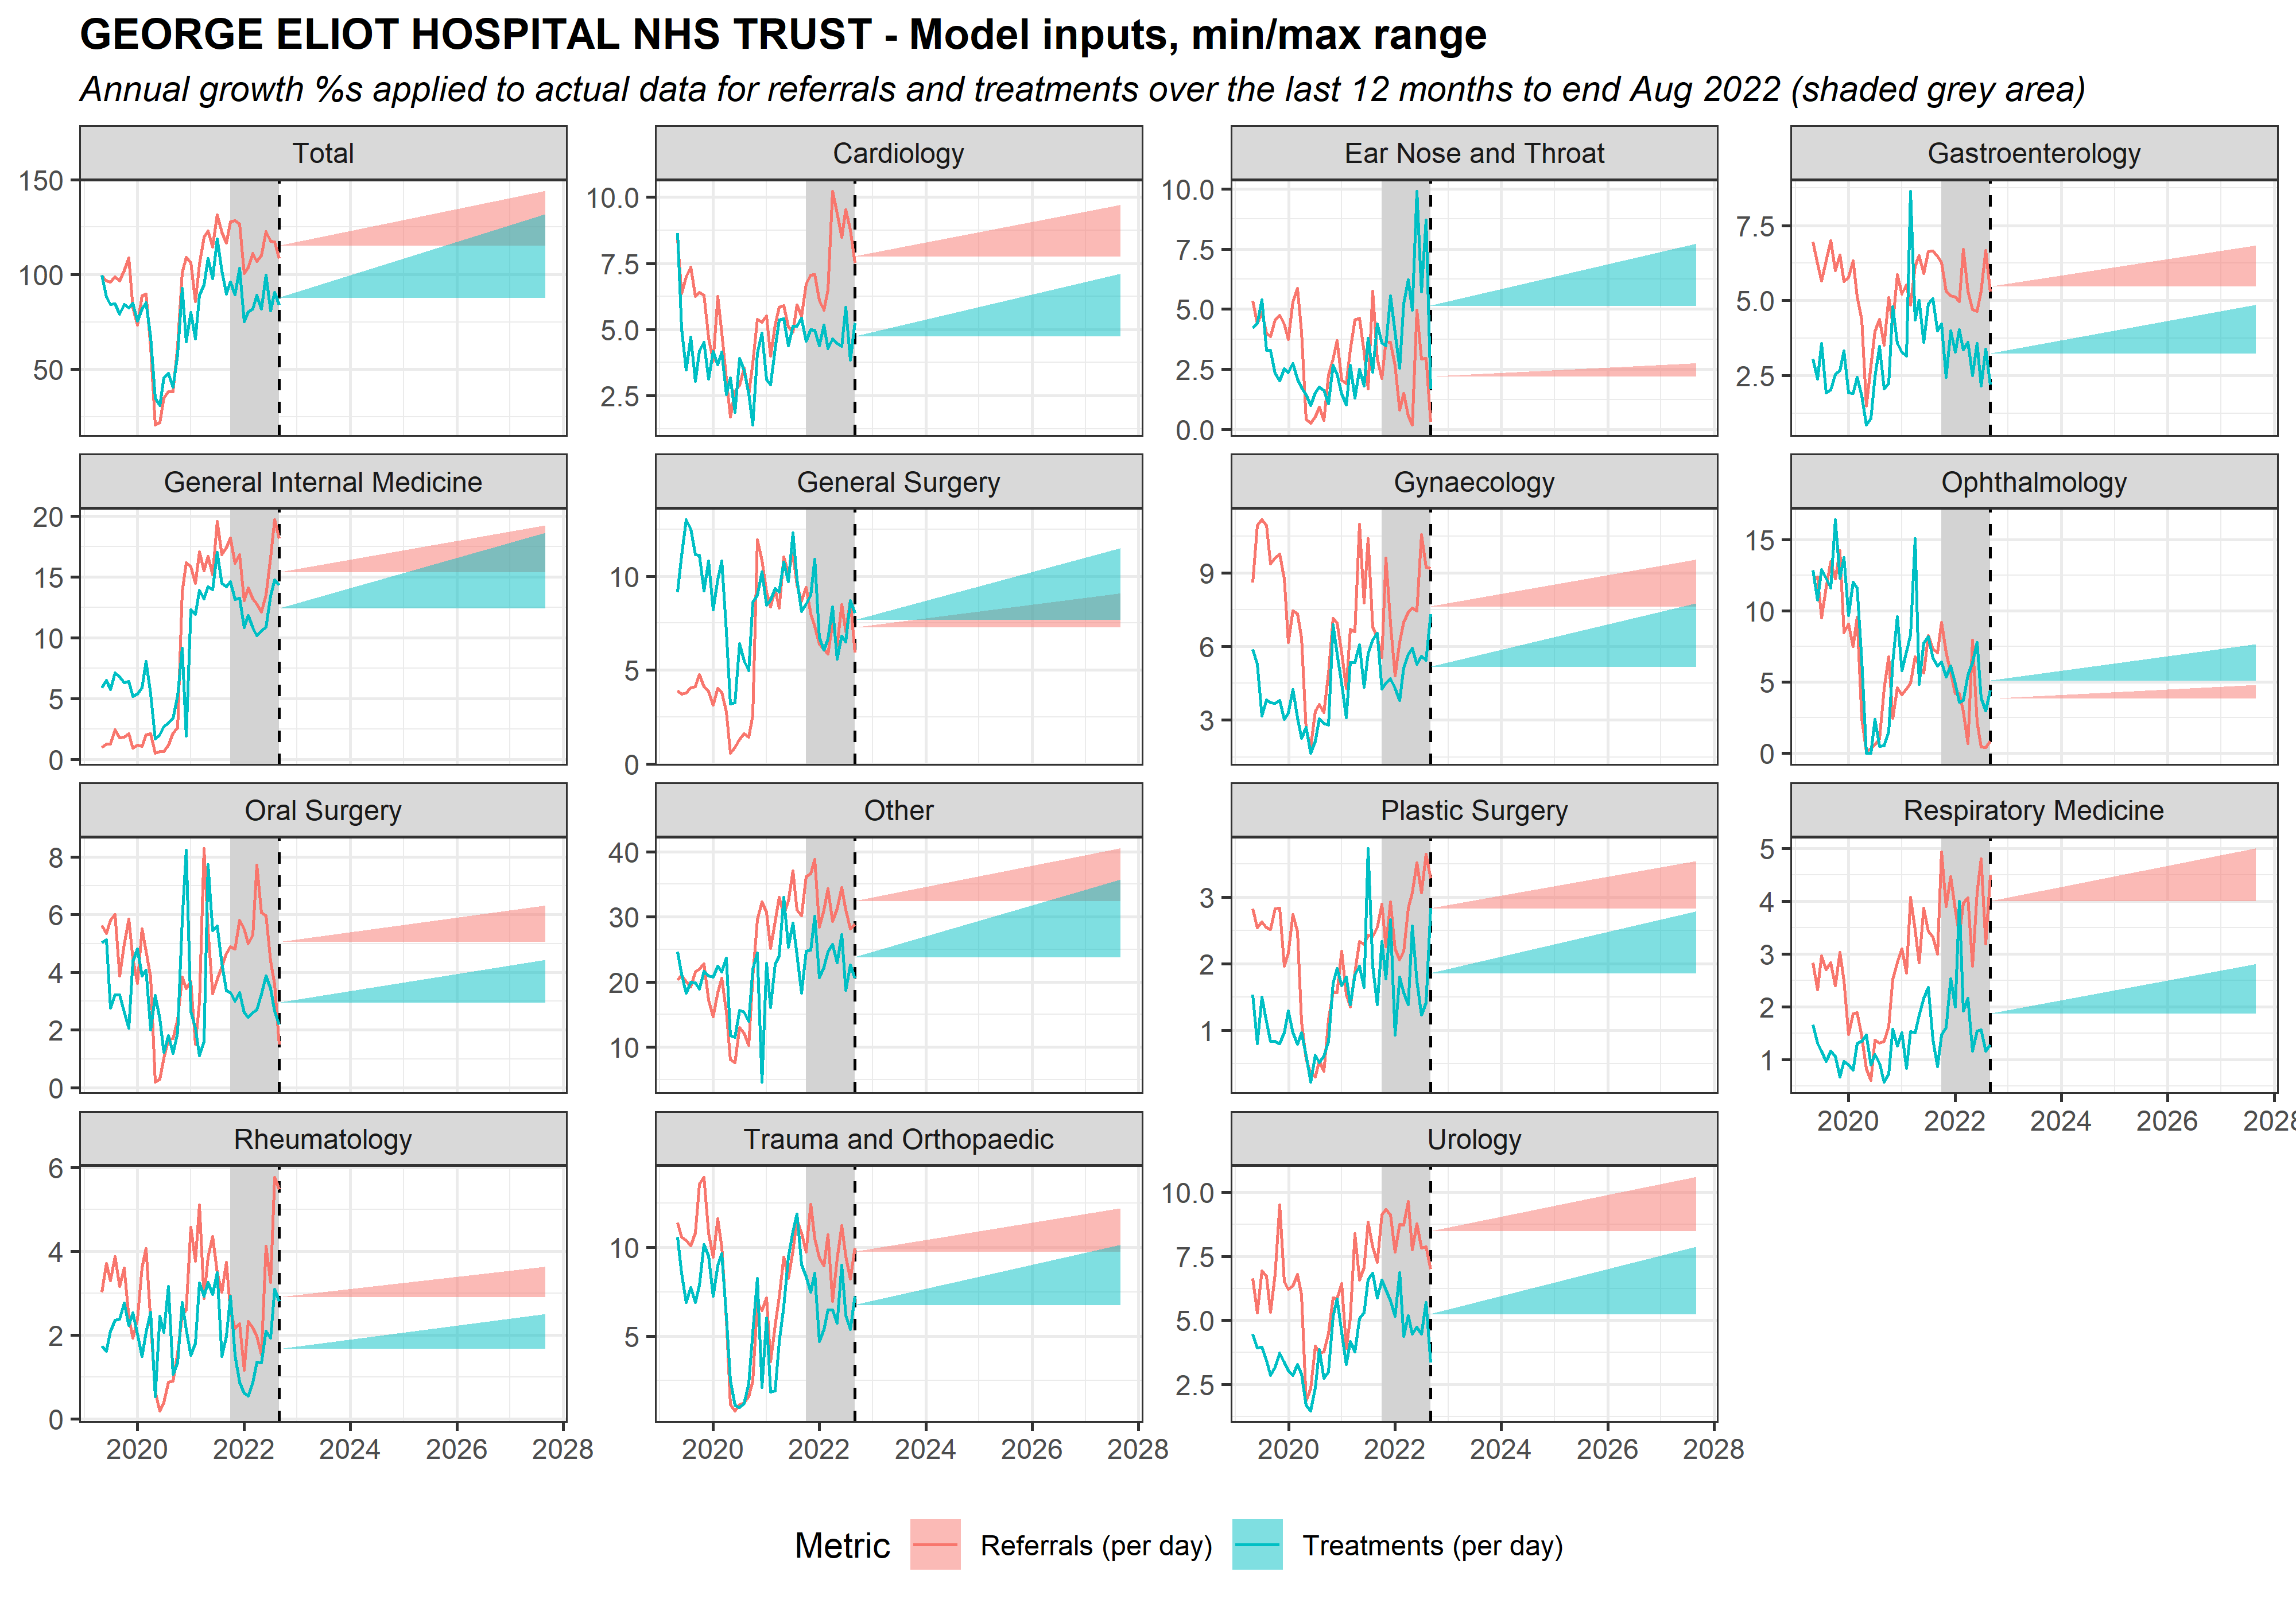 GEORGE ELIOT HOSPITAL NHS TRUST - Model inputs, min/max range
Annual growth %s applied to actual data for referrals and treatments over the last 12 months to end Aug 2022 (shaded grey area)
Total
150
100
50
Cardiology
10.0
7.5
5.0
2.5
Ear Nose and Throat
10.0
7.5
5.0
2.5
0.0
Gastroenterology
7.5
5.0
2.5
General Internal Medicine
20
15
10
5
0
General Surgery
10
5
0
Gynaecology
9
6
3
Ophthalmology
15
10
5
0
Oral Surgery
8
6
4
2
0
Other
40
30
20
10
Plastic Surgery
3
2
1
Respiratory Medicine
5
4
3
2
1
2020 2022 2024 2026 2028
Rheumatology
6
4
2
0
2020 2022 2024 2026 2028
Trauma and Orthopaedic
10
5
2020 2022 2024 2026 2028
Urology
10.0
7.5
5.0
2.5
2020 2022 2024 2026 2028
Metric Referrals (per day) Treatments (per day)